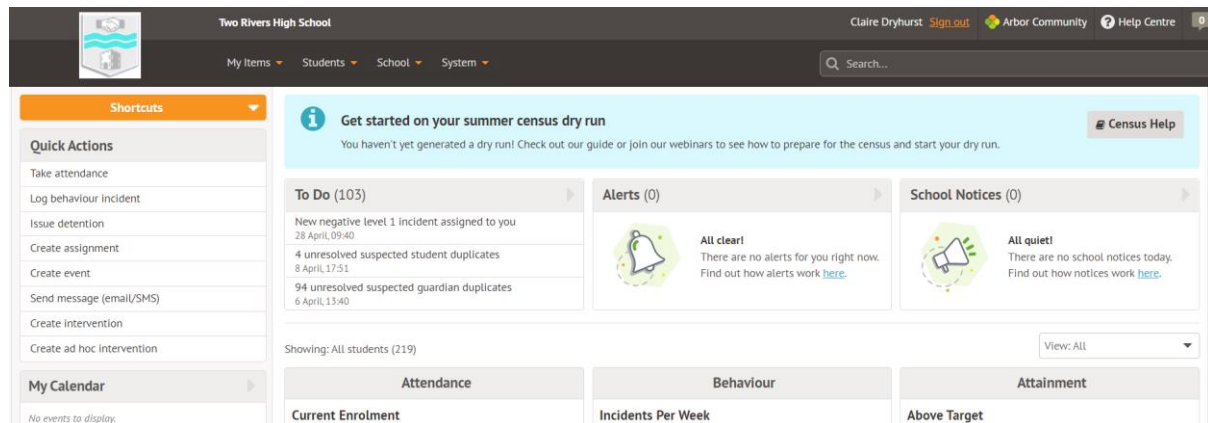 Two Rivers High School
Claire Dryhurst Sign out Arbor Community Help Centre 0
My Items Students School System
Search...
Shortcuts
Quick Actions
Take attendance
Log behaviour incident
Issue detention
Create assignment
Create event
Send message (email/SMS)
Create intervention
Create ad hoc intervention
My Calendar
No events to display.
Get started on your summer census dry run
You haven't yet generated a dry run! Check out our guide or join our webinars to see how to prepare for the census and start your dry run.
Census Help
To Do (103)
New negative level 1 incident assigned to you
28 April, 09:40
4 unresolved suspected student duplicates
8 April, 17:51
94 unresolved suspected guardian duplicates
6 April, 13:40
Alerts (0)
All clear!
There are no alerts for you right now.
Find out how alerts work here.
School Notices (0)
All quiet!
There are no school notices today.
Find out how notices work here.
Showing: All students (219)
View: All
Attendance
Current Enrolment
Behaviour
Incidents Per Week
Attainment
Above Target